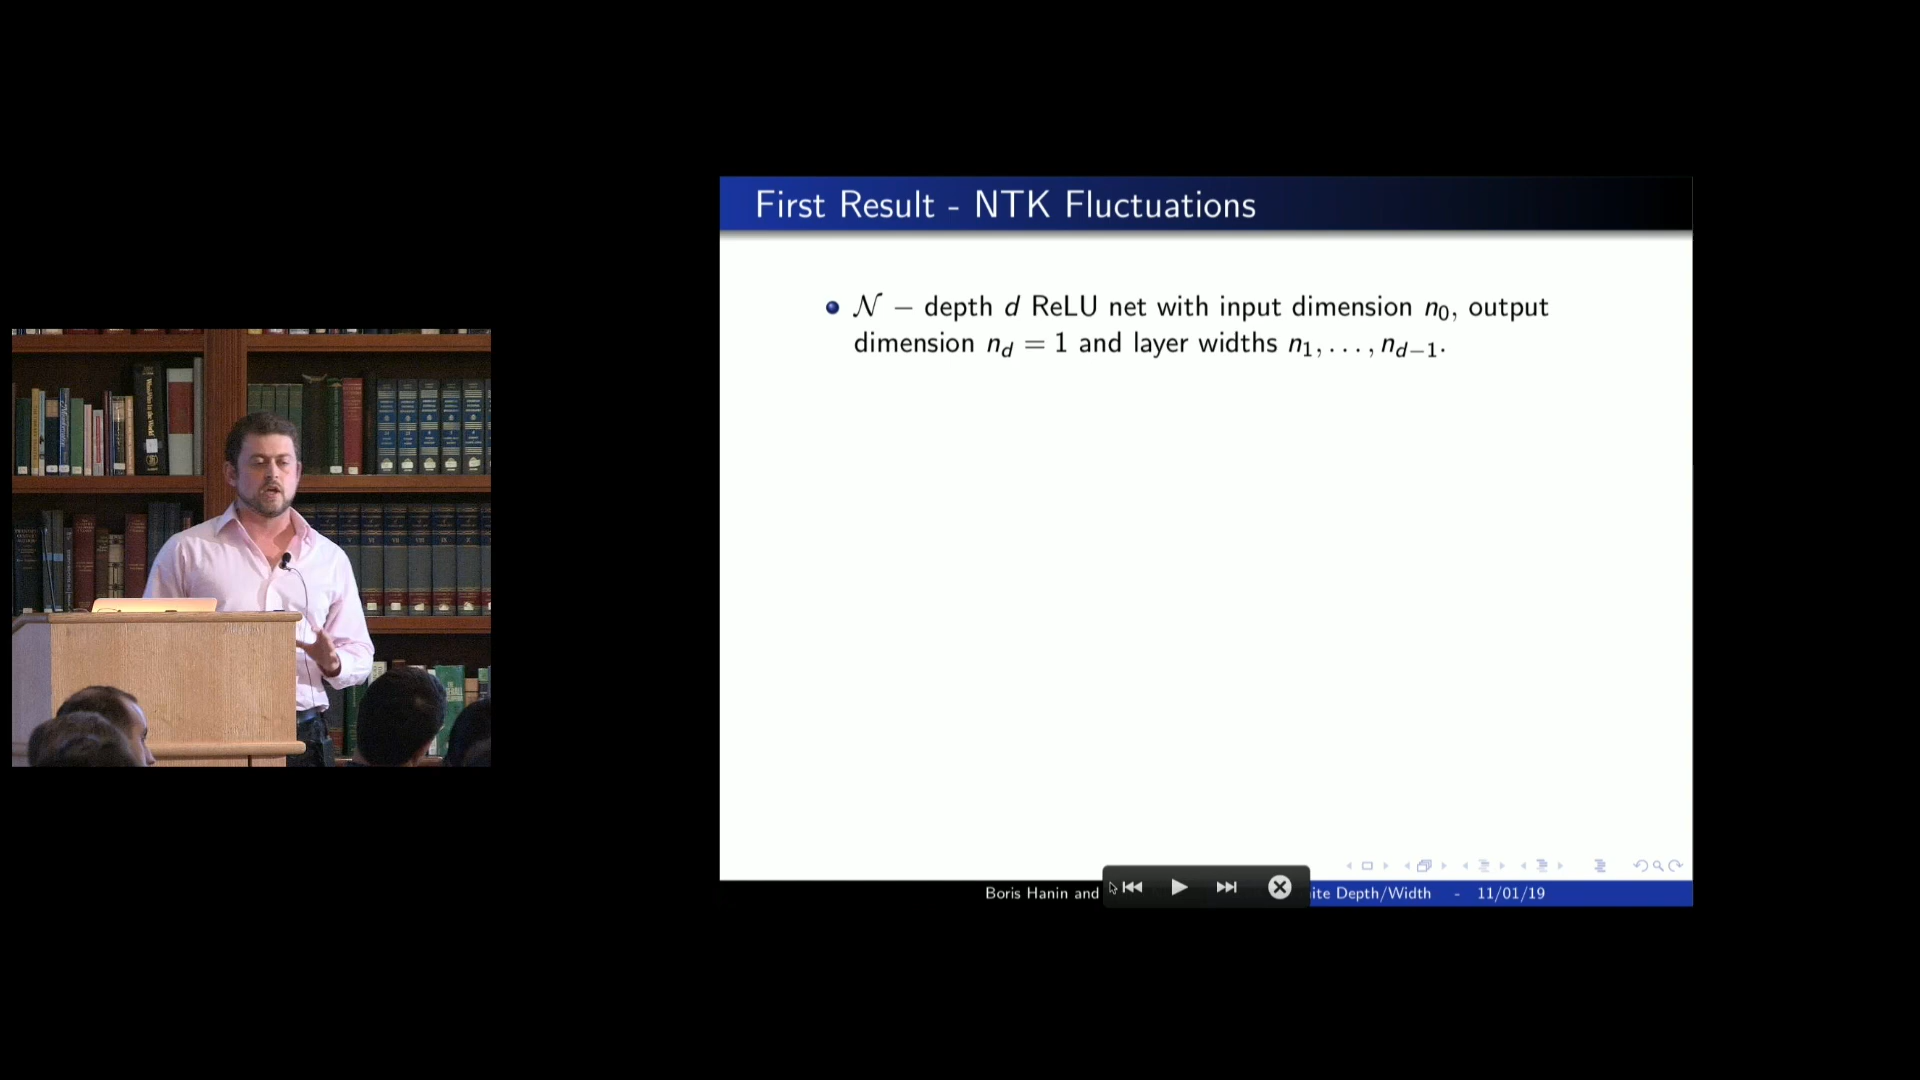 First Result - NTK Fluctuations
𝒩 – depth d ReLU net with input dimension n₀, output
dimension n_d = 1 and layer widths n₁, . . . , n_{d−1}.
Boris Hanin and
ite Depth/Width - 11/01/19